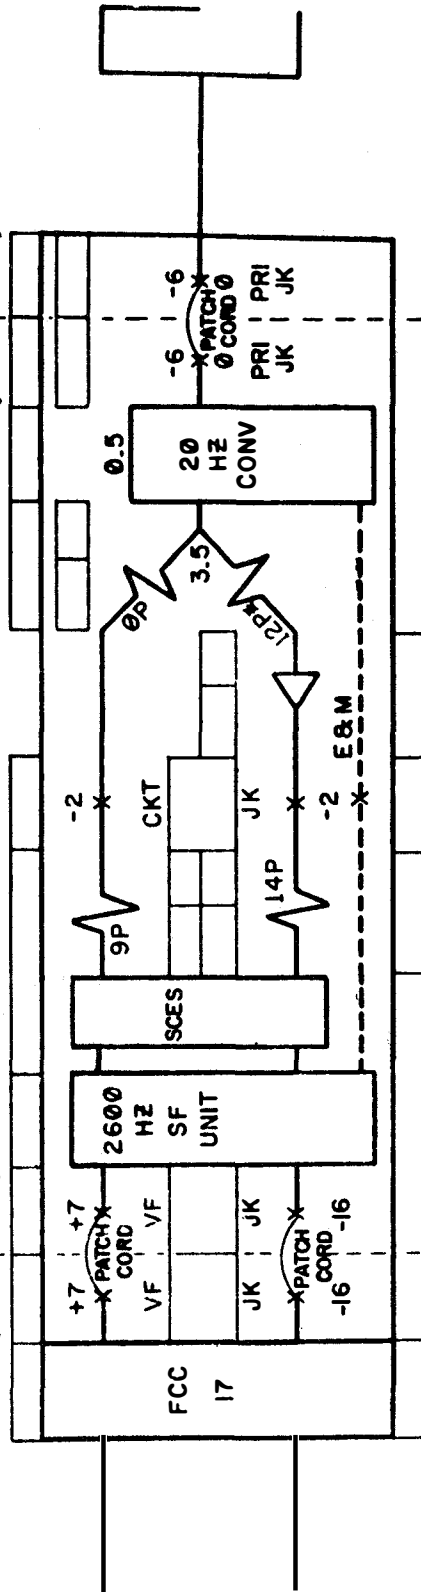 -6 -6
PATCH
0 CORD 0
PRI PRI
JK JK
0.5
20
HZ
CONV
3.5
0P
12P*
-2
CKT
JK
-2
E&M
9P
14P
SCES
2600
HZ
SF
UNIT
+7 +7
PATCH
CORD
VF VF
JK JK
PATCH
CORD
-16 -16
FCC
17